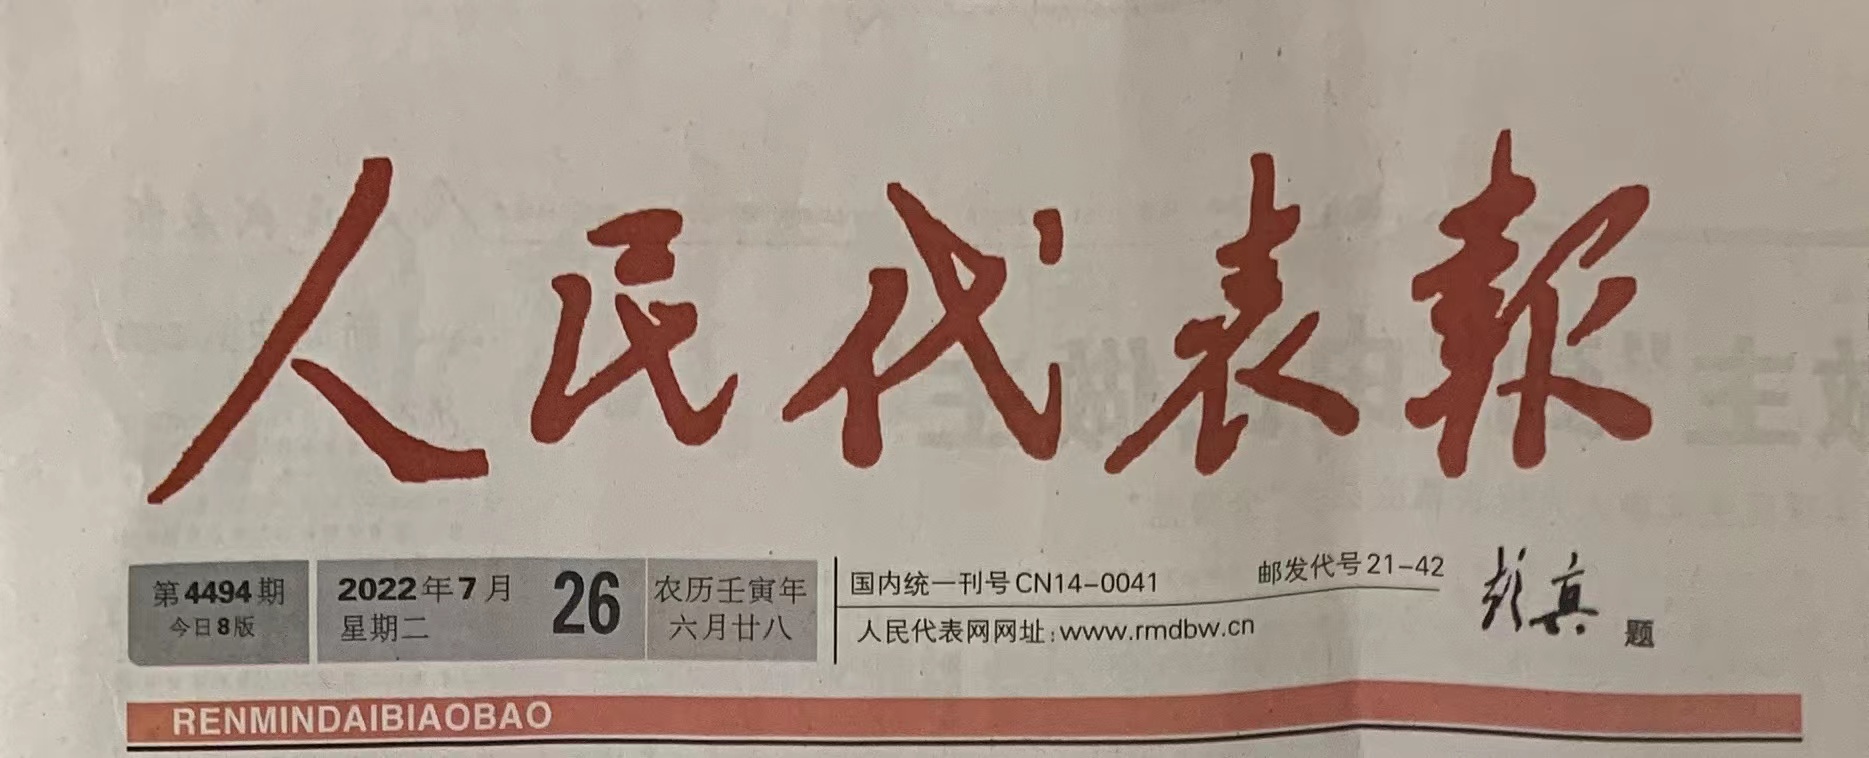 人民代表報
第4494期
今日8版
2022年7月
星期二
26
农历壬寅年
六月廿八
国内统一刊号CN14-0041
邮发代号21-42
人民代表网网址:www.rmdbw.cn
彭真 题
RENMINDAIBIAOBAO